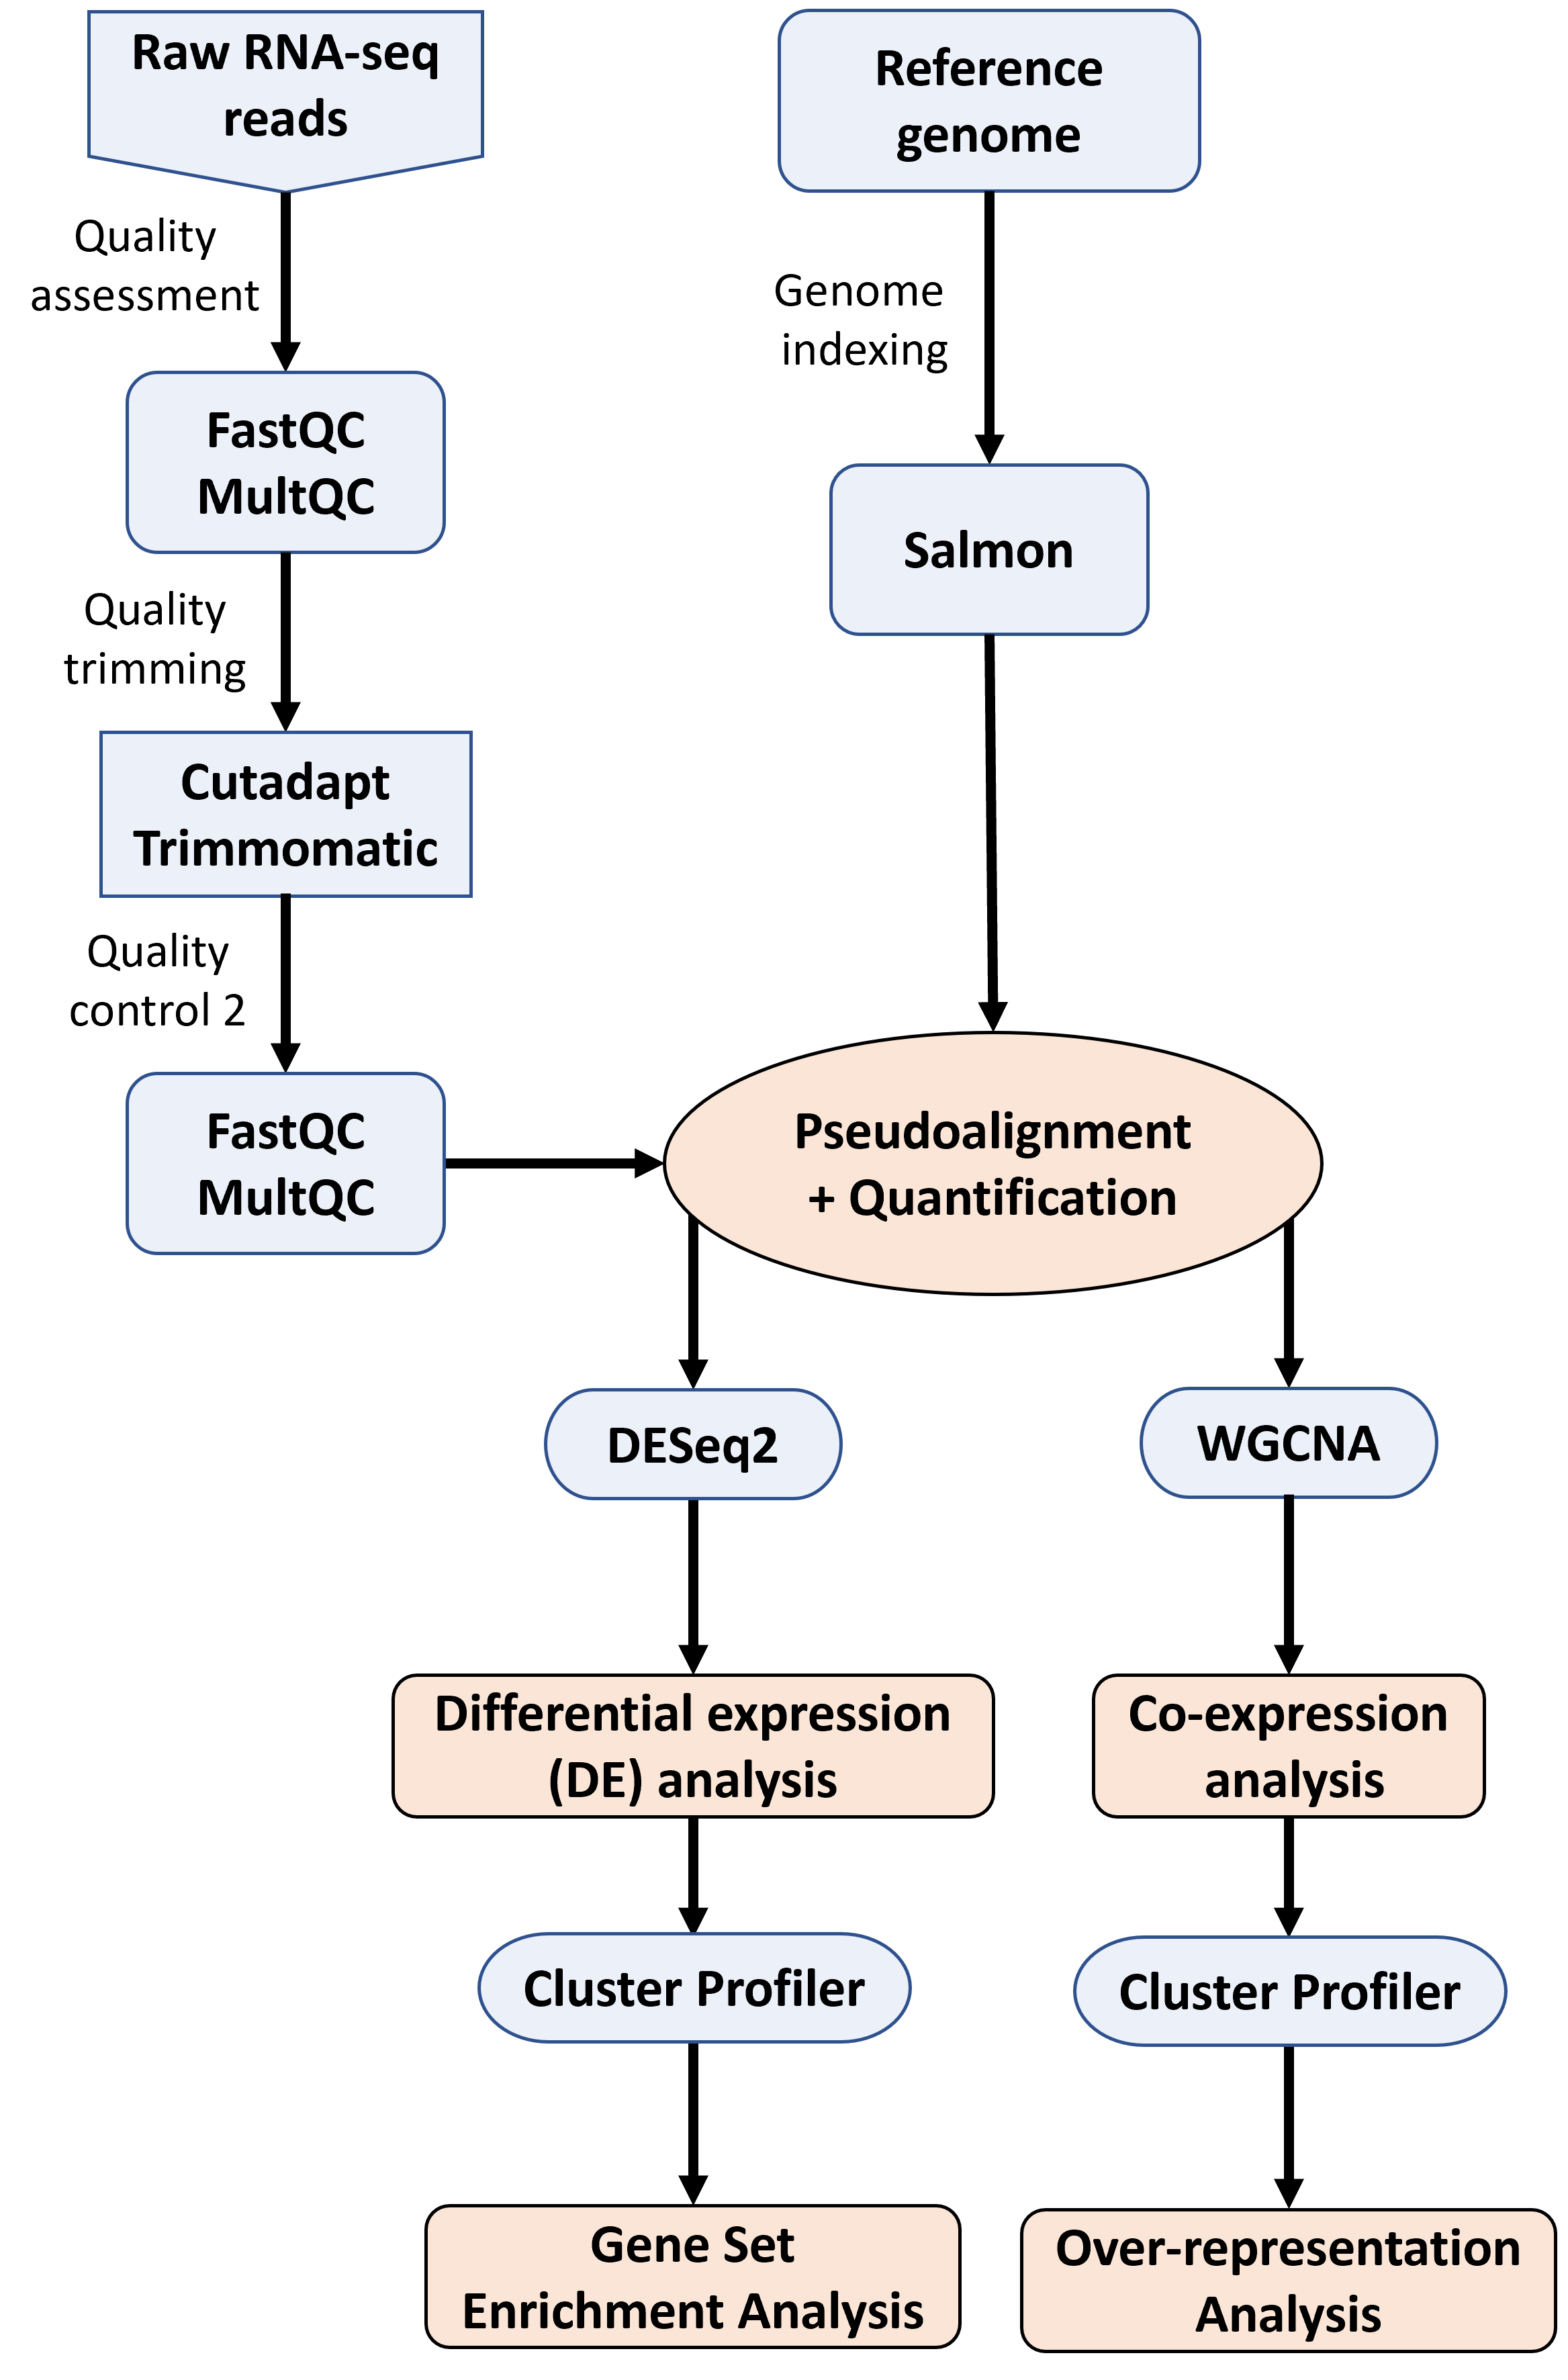 Raw RNA-seq
reads
Quality
assessment
FastQC
MultQC
Quality
trimming
Cutadapt
Trimmomatic
Quality
control 2
FastQC
MultQC
Reference
genome
Genome
indexing
Salmon
Pseudoalignment
+ Quantification
DESeq2
Differential expression
(DE) analysis
Cluster Profiler
Gene Set
Enrichment Analysis
WGCNA
Co-expression
analysis
Cluster Profiler
Over-representation
Analysis